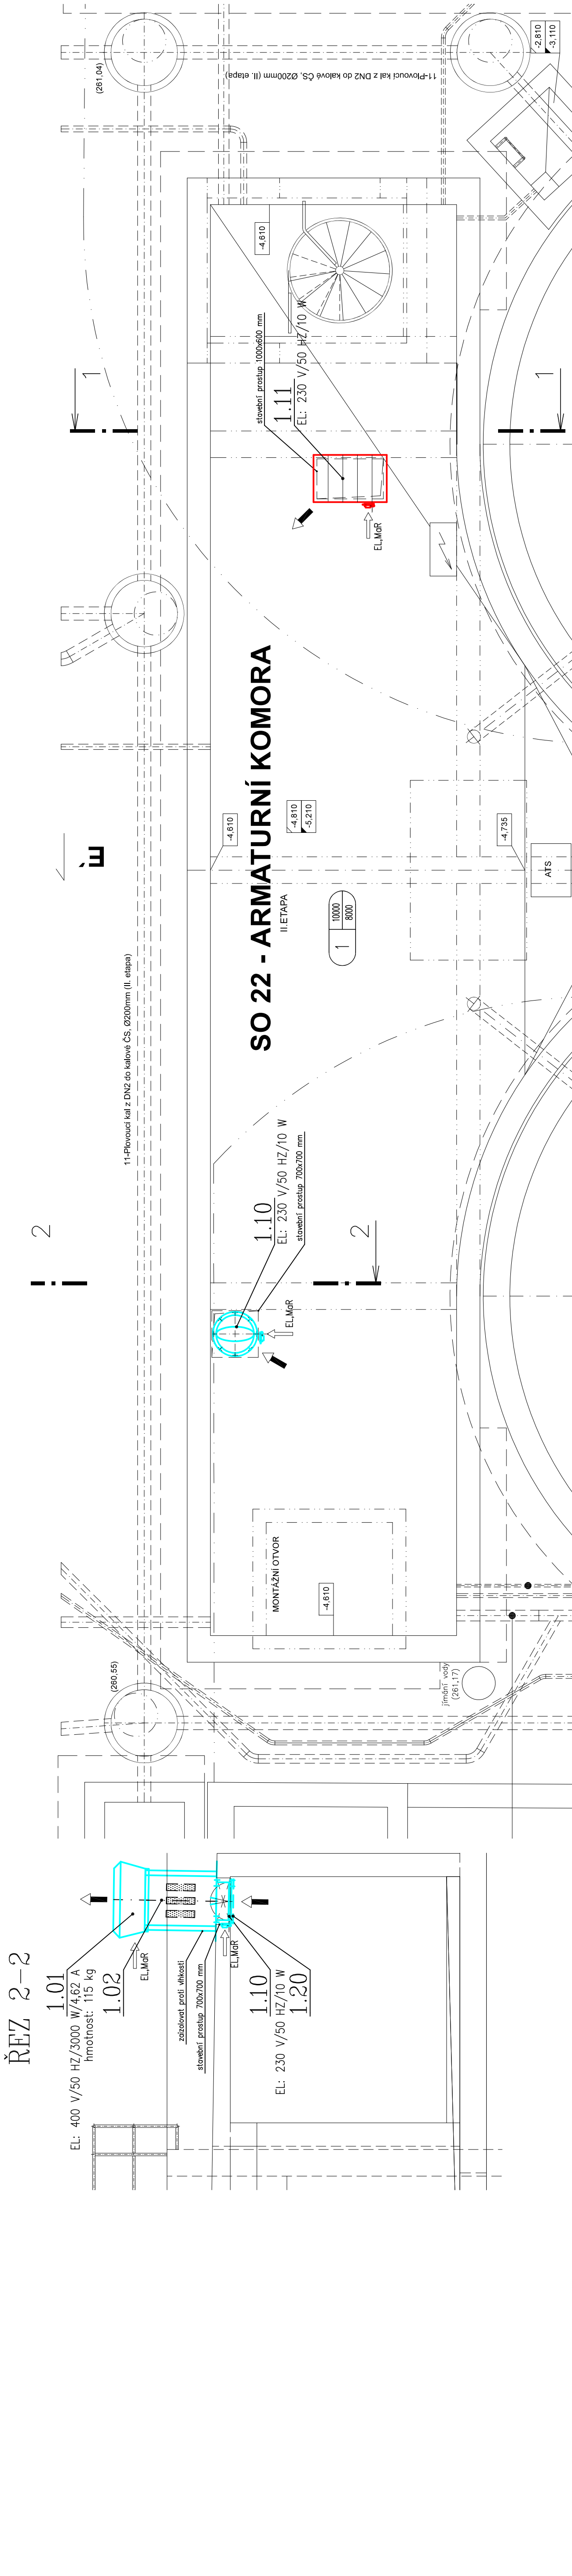 (261,04)
11-Plovoucí kal z DN2 do kalové ČS, Ø200mm (II. etapa)
-2,810
-3,110
-4,610
stavební prostup 1000x600 mm
1.11
EL: 230 V/50 HZ/10 W
1
1
EL,MaR
SO 22 - ARMATURNÍ KOMORA
II.ETAPA
-4,610
-4,810
-5,210
-4,735
ATS
1
10000
8000
11-Plovoucí kal z DN2 do kalové ČS, Ø200mm (II. etapa)
2
1.10
EL: 230 V/50 HZ/10 W
stavební prostup 700x700 mm
2
EL,MaR
MONTÁŽNÍ OTVOR
-4,610
(260,55)
jímání vody
(261,17)
ŘEZ 2-2
1.01
EL: 400 V/50 HZ/3000 W/4,62 A
hmotnost: 115 kg
1.02
EL,MaR
zaizolovat proti vlhkosti
stavební prostup 700x700 mm
EL,MaR
1.10
EL: 230 V/50 HZ/10 W
1.20